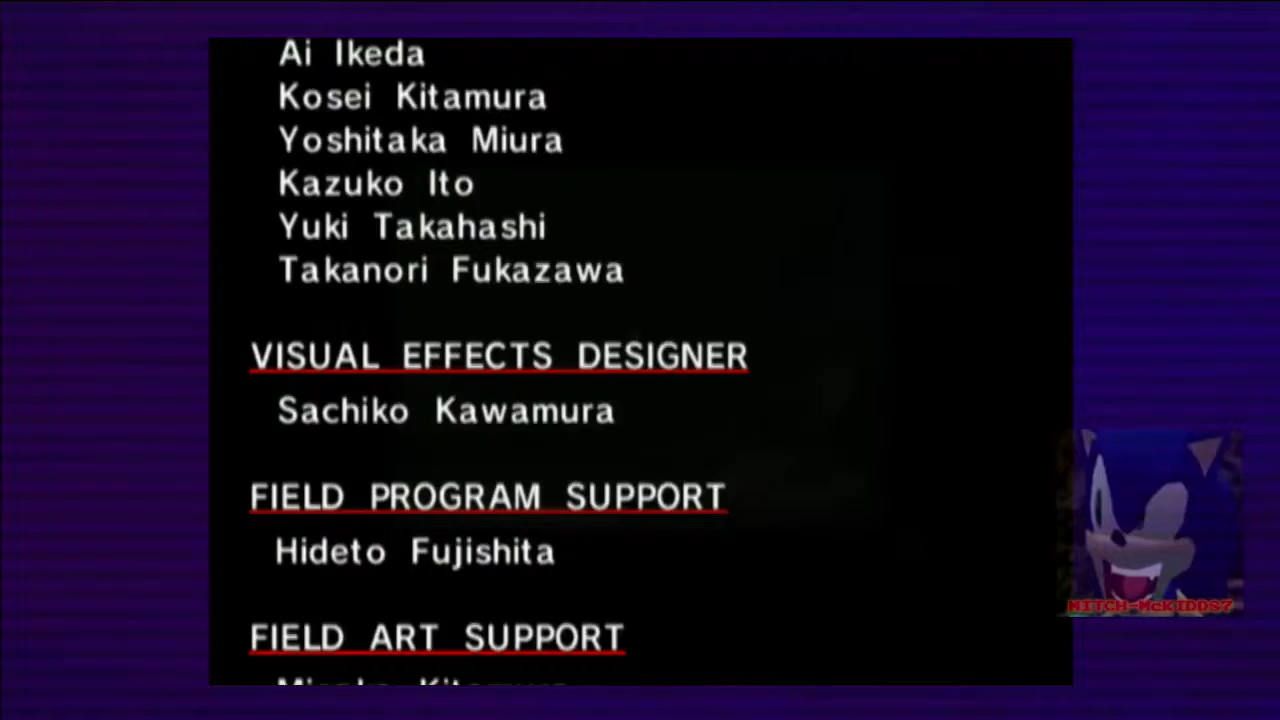 Ai Ikeda
Kosei Kitamura
Yoshitaka Miura
Kazuko Ito
Yuki Takahashi
Takanori Fukazawa
VISUAL EFFECTS DESIGNER
Sachiko Kawamura
FIELD PROGRAM SUPPORT
Hideto Fujishita
FIELD ART SUPPORT
MITCH-McKIDDS7